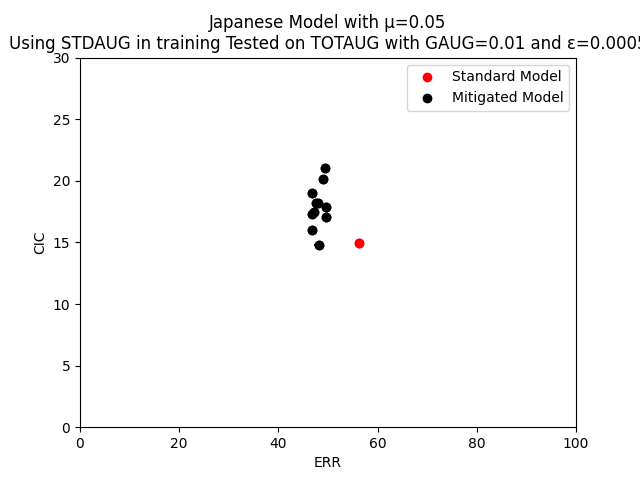 Japanese Model with μ=0.05
Using STDAUG in training Tested on TOTAUG with GAUG=0.01 and ε=0.0005
30
Standard Model
Mitigated Model
25
20
15
10
5
0
CIC
0 20 40 60 80 100
ERR